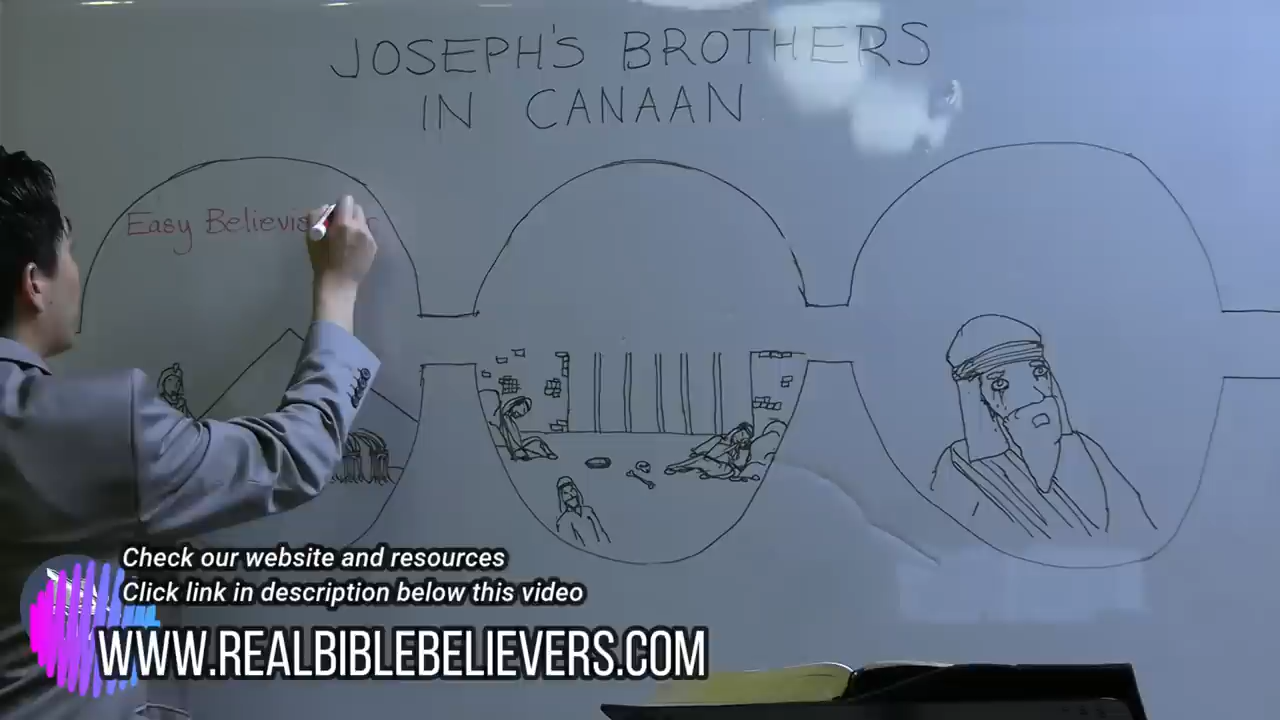 JOSEPH'S BROTHERS
IN CANAAN
Easy
Check our website and resources
Click link in description below this video
WWW.REALBIBLEBELIEVERS.COM